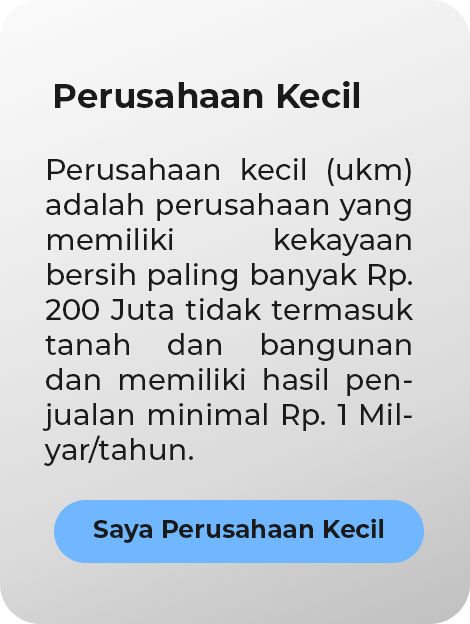 Perusahaan Kecil
Perusahaan kecil (ukm)
adalah perusahaan yang
memiliki kekayaan
bersih paling banyak Rp.
200 Juta tidak termasuk
tanah dan bangunan
dan memiliki hasil pen-
jualan minimal Rp. 1 Mil-
yar/tahun.
Saya Perusahaan Kecil